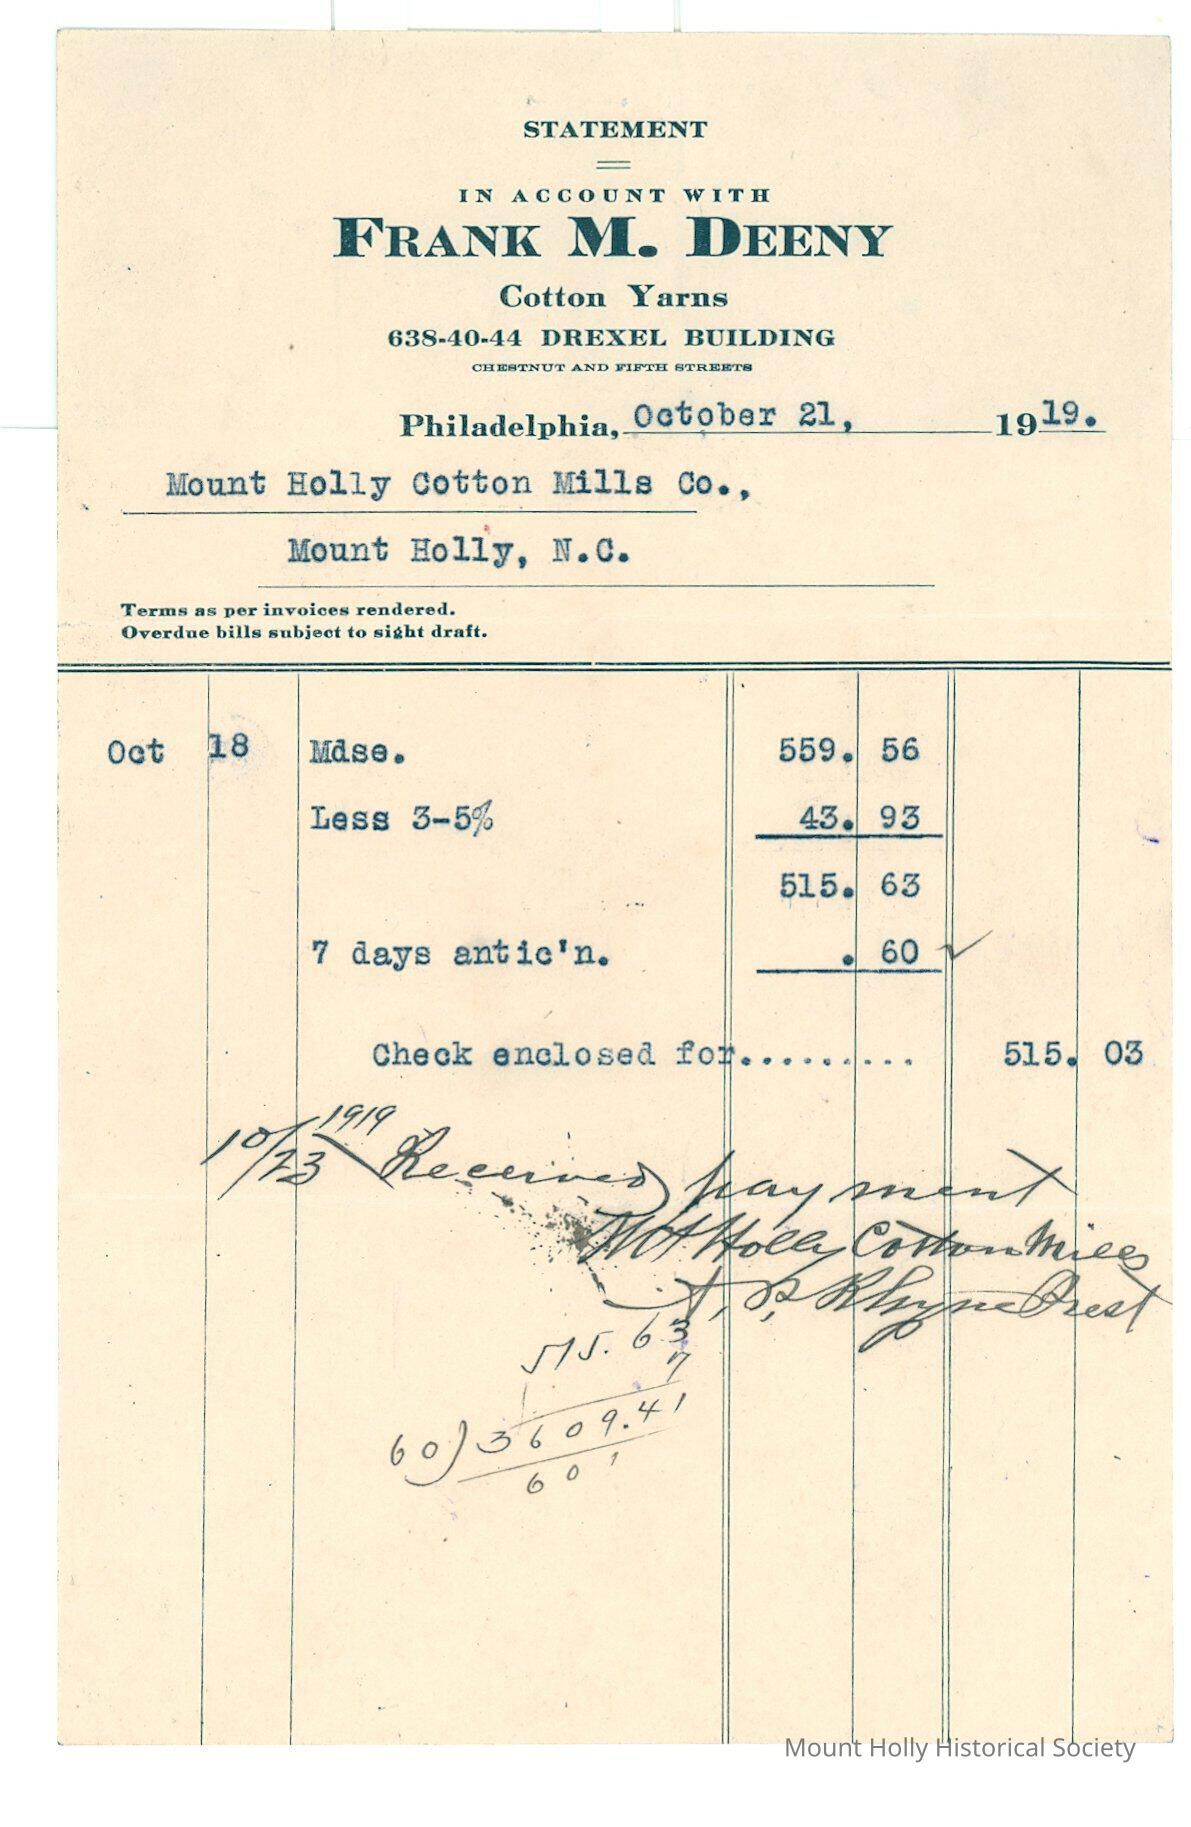 STATEMENT
IN ACCOUNT WITH
FRANK M. DEENY
Cotton Yarns
638-40-44 DREXEL BUILDING
CHESTNUT AND FIFTH STREETS
Philadelphia, October 21, 1919.
Mount Holly Cotton Mills Co.,
Mount Holly, N.C.
Terms as per invoices rendered.
Overdue bills subject to sight draft.
Oct 18 Mdse. 559. 56
Less 3-5% 43. 93
515. 63
7 days antic'n. . 60 ✓
Check enclosed for.......... 515. 03
10/23 1919 Received payment
Mt Holly Cotton Mills
A. P. Rhyne Prest
515.63
7
60) 3609.41
601
Mount Holly Historical Society